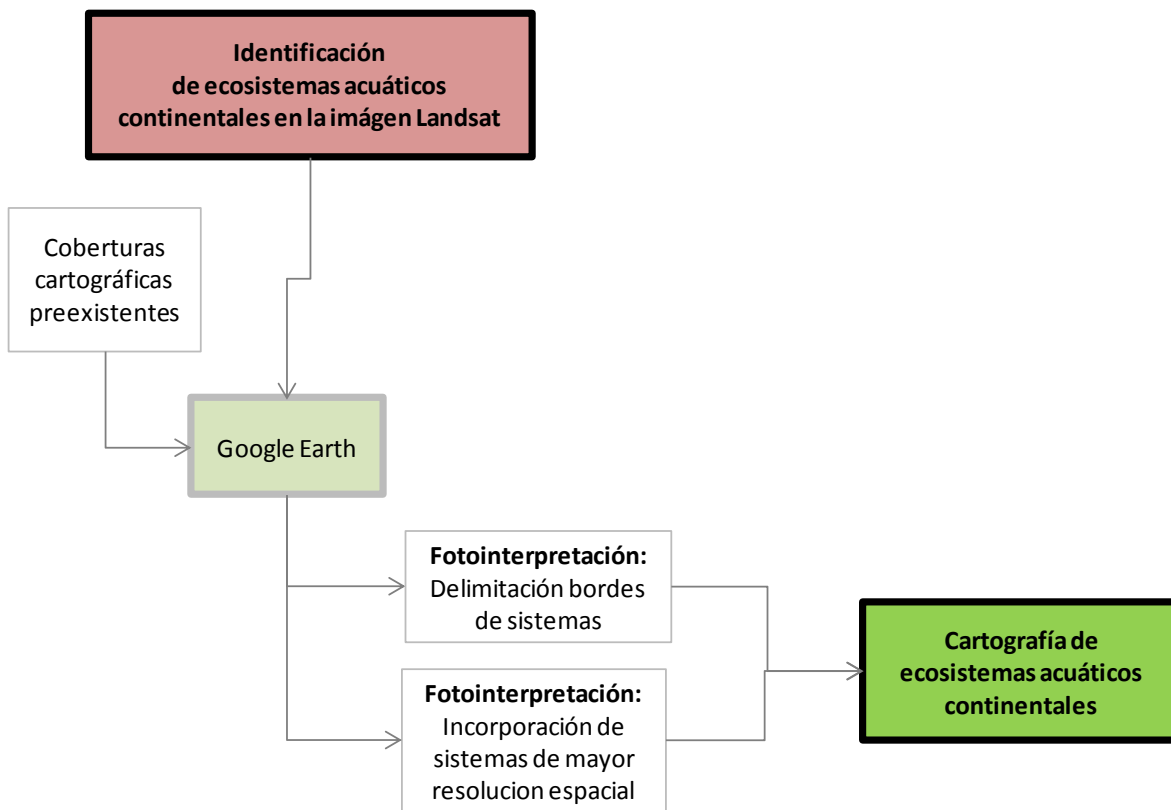 Identificación
de ecosistemas acuáticos
continentales en la imágen Landsat
Coberturas
cartográficas
preexistentes
Google Earth
Fotointerpretación:
Delimitación bordes
de sistemas
Fotointerpretación:
Incorporación de
sistemas de mayor
resolucion espacial
Cartografía de
ecosistemas acuáticos
continentales